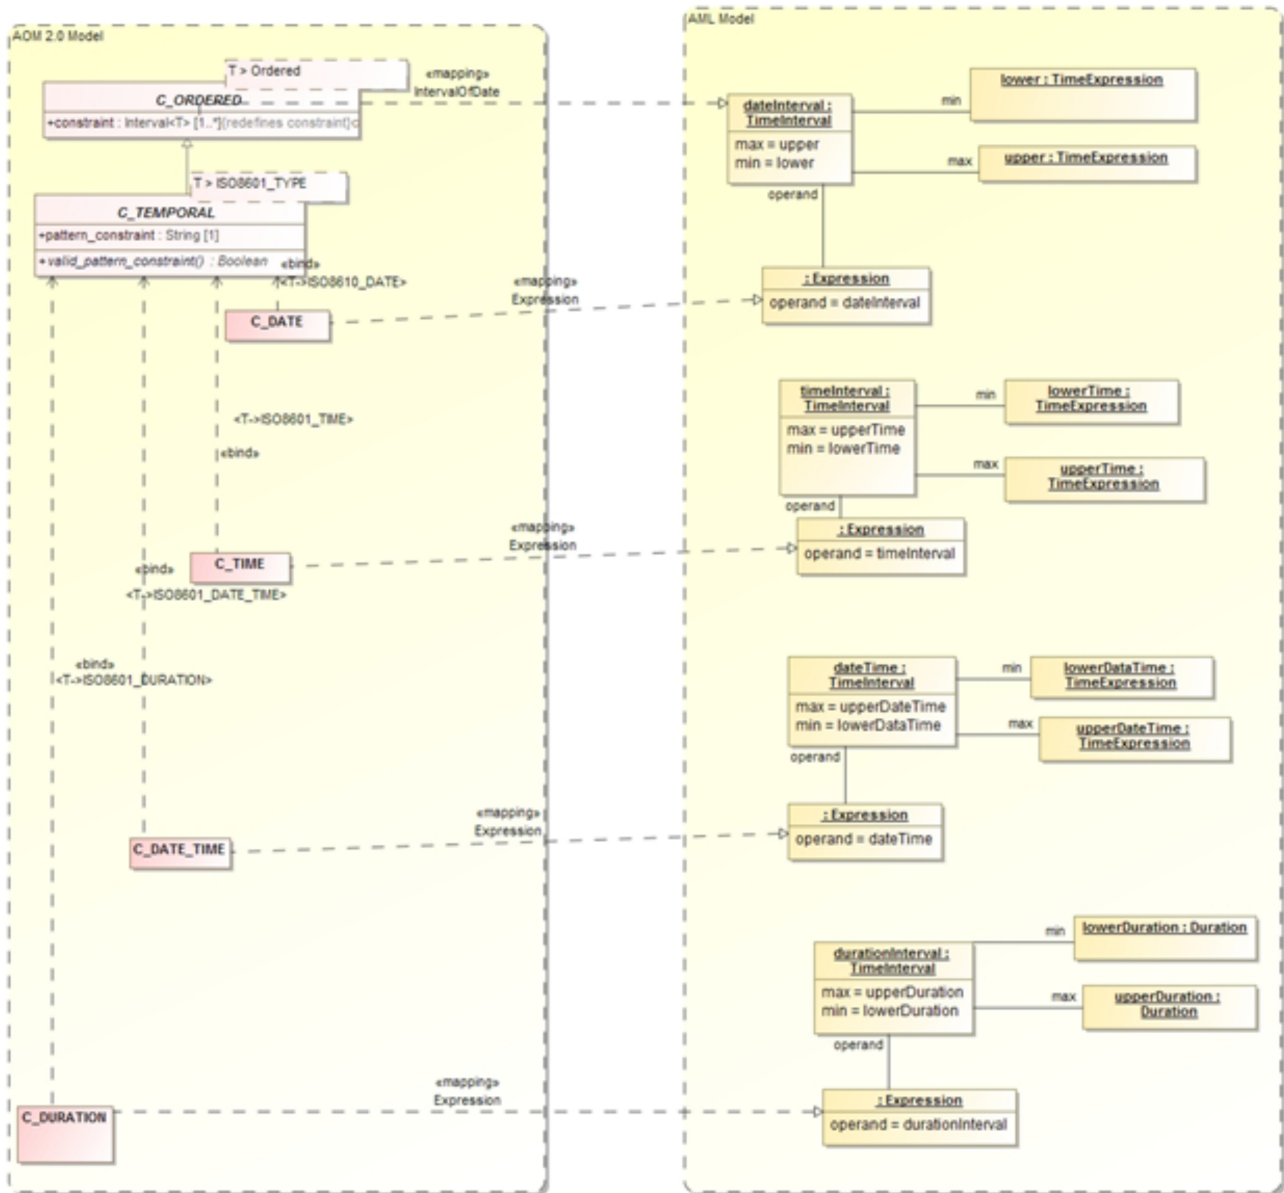 AOM 2.0 Model
T > Ordered
C_ORDERED
+constraint : Interval<T> [1..*]{redefines constraint}
T > ISO8601_TYPE
C_TEMPORAL
+pattern_constraint : String [1]
+valid_pattern_constraint() : Boolean
«bind»
<T->ISO8610_DATE>
C_DATE
<T->ISO8601_TIME>
«bind»
C_TIME
«bind»
<T->ISO8601_DATE_TIME>
«bind»
<T->ISO8601_DURATION>
C_DATE_TIME
C_DURATION
«mapping»
IntervalOfDate
«mapping»
Expression
«mapping»
Expression
«mapping»
Expression
«mapping»
Expression
AML Model
dateInterval :
TimeInterval
max = upper
min = lower
min
lower : TimeExpression
max
upper : TimeExpression
operand
: Expression
operand = dateInterval
timeInterval :
TimeInterval
max = upperTime
min = lowerTime
min
lowerTime :
TimeExpression
max
upperTime :
TimeExpression
operand
: Expression
operand = timeInterval
dateTime :
TimeInterval
max = upperDateTime
min = lowerDataTime
min
lowerDataTime :
TimeExpression
max
upperDateTime :
TimeExpression
operand
: Expression
operand = dateTime
durationInterval :
TimeInterval
max = upperDuration
min = lowerDuration
min
lowerDuration : Duration
max
upperDuration :
Duration
operand
: Expression
operand = durationInterval